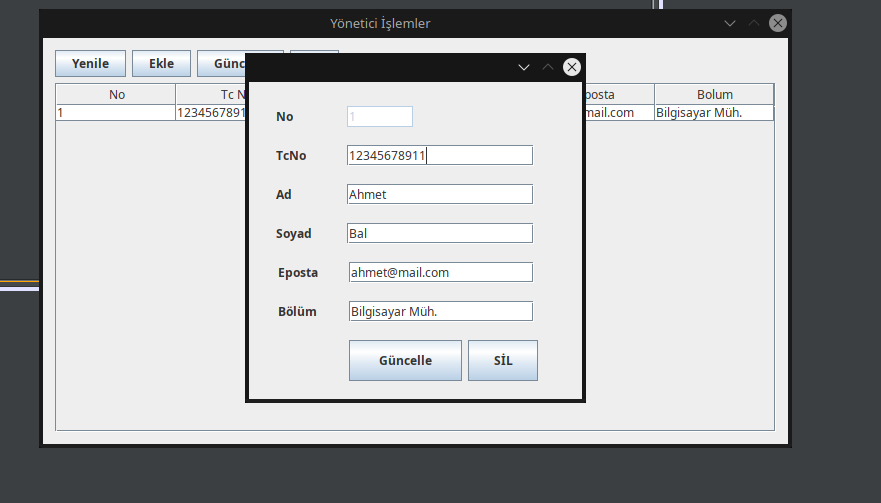 Yönetici İşlemler
Yenile Ekle Günc
No Tc N posta Bolum
1 1234567891 mail.com Bilgisayar Müh.
No 1
TcNo 12345678911
Ad Ahmet
Soyad Bal
Eposta ahmet@mail.com
Bölüm Bilgisayar Müh.
Güncelle SİL